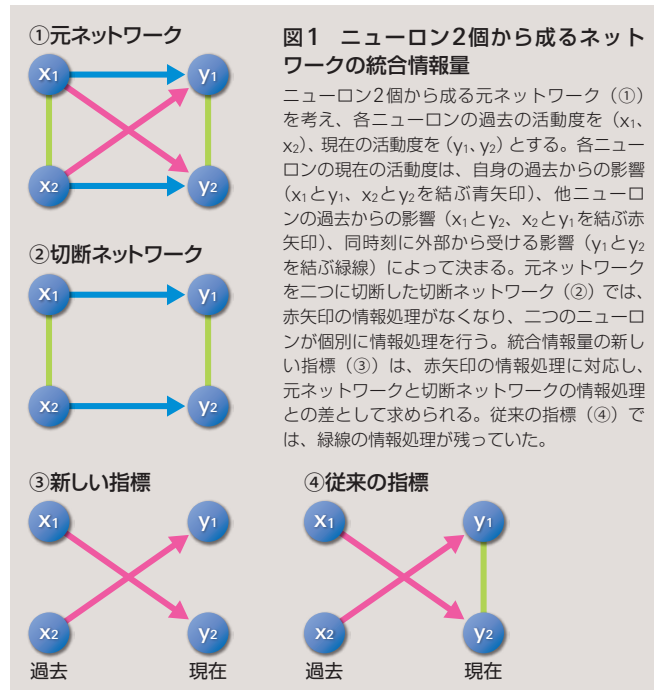 ①元ネットワーク
x1
y1
x2
y2
②切断ネットワーク
x1
y1
x2
y2
図1　ニューロン2個から成るネット
ワークの統合情報量
ニューロン2個から成る元ネットワーク（①）
を考え、各ニューロンの過去の活動度を（x1、
x2）、現在の活動度を（y1、y2）とする。各ニュー
ロンの現在の活動度は、自身の過去からの影響
（x1とy1、x2とy2を結ぶ青矢印）、他ニューロ
ンの過去からの影響（x1とy2、x2とy1を結ぶ赤
矢印）、同時刻に外部から受ける影響（y1とy2
を結ぶ緑線）によって決まる。元ネットワーク
を二つに切断した切断ネットワーク（②）では、
赤矢印の情報処理がなくなり、二つのニューロ
ンが個別に情報処理を行う。統合情報量の新し
い指標（③）は、赤矢印の情報処理に対応し、
元ネットワークと切断ネットワークの情報処理
との差として求められる。従来の指標（④）で
は、緑線の情報処理が残っていた。
③新しい指標
x1
y1
x2
y2
過去
現在
④従来の指標
x1
y1
x2
y2
過去
現在